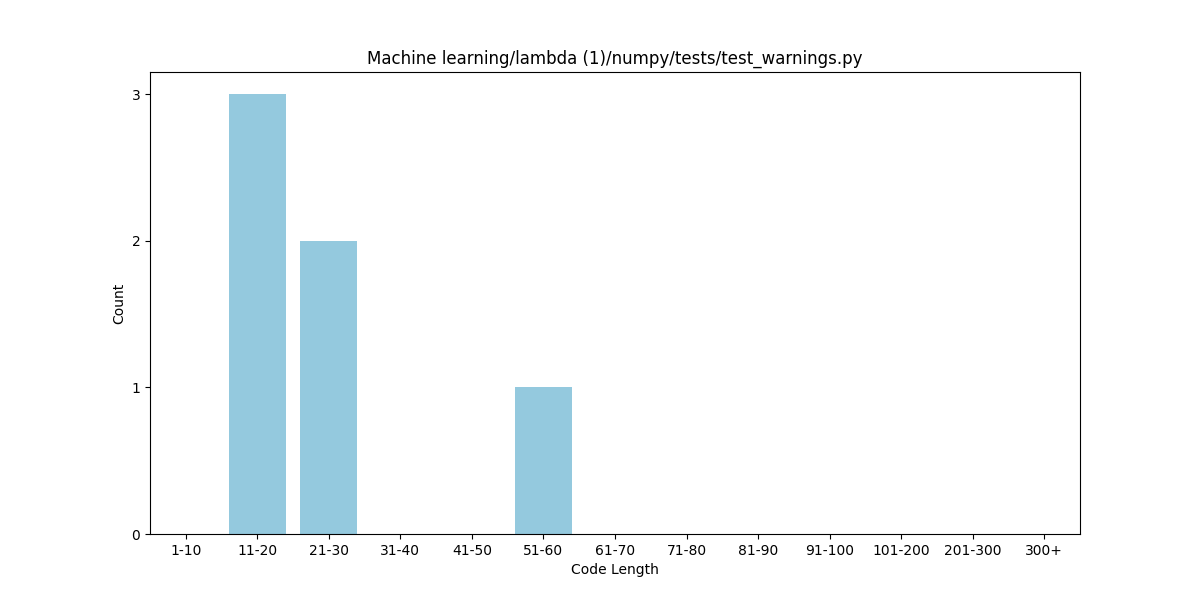 Machine learning/lambda (1)/numpy/tests/test_warnings.py
3
2
1
0
Count
1-10 11-20 21-30 31-40 41-50 51-60 61-70 71-80 81-90 91-100 101-200 201-300 300+
Code Length